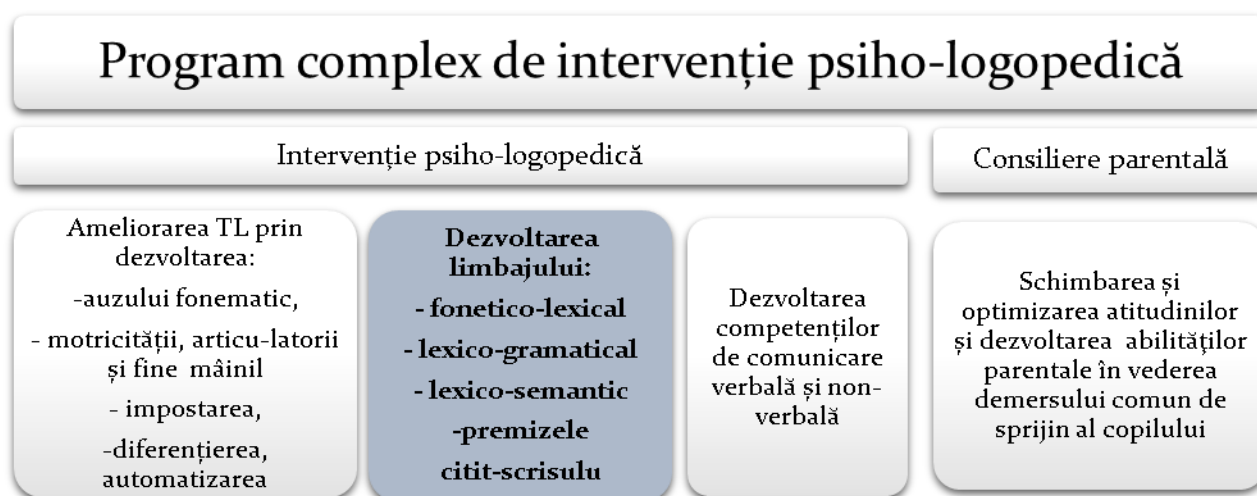 Program complex de intervenție psiho-logopedică
Intervenție psiho-logopedică
Consiliere parentală
Ameliorarea TL prin
dezvoltarea:
-auzului fonematic,
- motricității, articu-latorii
și fine mâinil
- impostarea,
-diferențierea,
automatizarea
Dezvoltarea
limbajului:
- fonetico-lexical
- lexico-gramatical
- lexico-semantic
-premizele
citit-scrisulu
Dezvoltarea
competenților
de comunicare
verbală și non-
verbală
Schimbarea și
optimizarea atitudinilor
și dezvoltarea abilităților
parentale în vederea
demersului comun de
sprijin al copilului